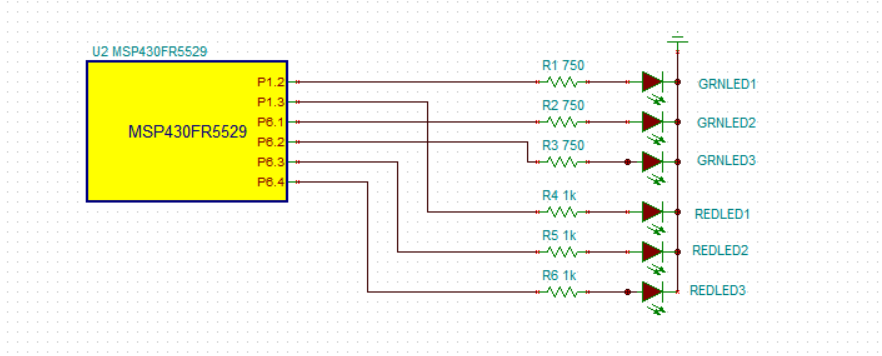 U2 MSP430FR5529
MSP430FR5529
P1.2
P1.3
P6.1
P6.2
P6.3
P6.4
R1 750
GRNLED1
R2 750
GRNLED2
R3 750
GRNLED3
R4 1k
REDLED1
R5 1k
REDLED2
R6 1k
REDLED3